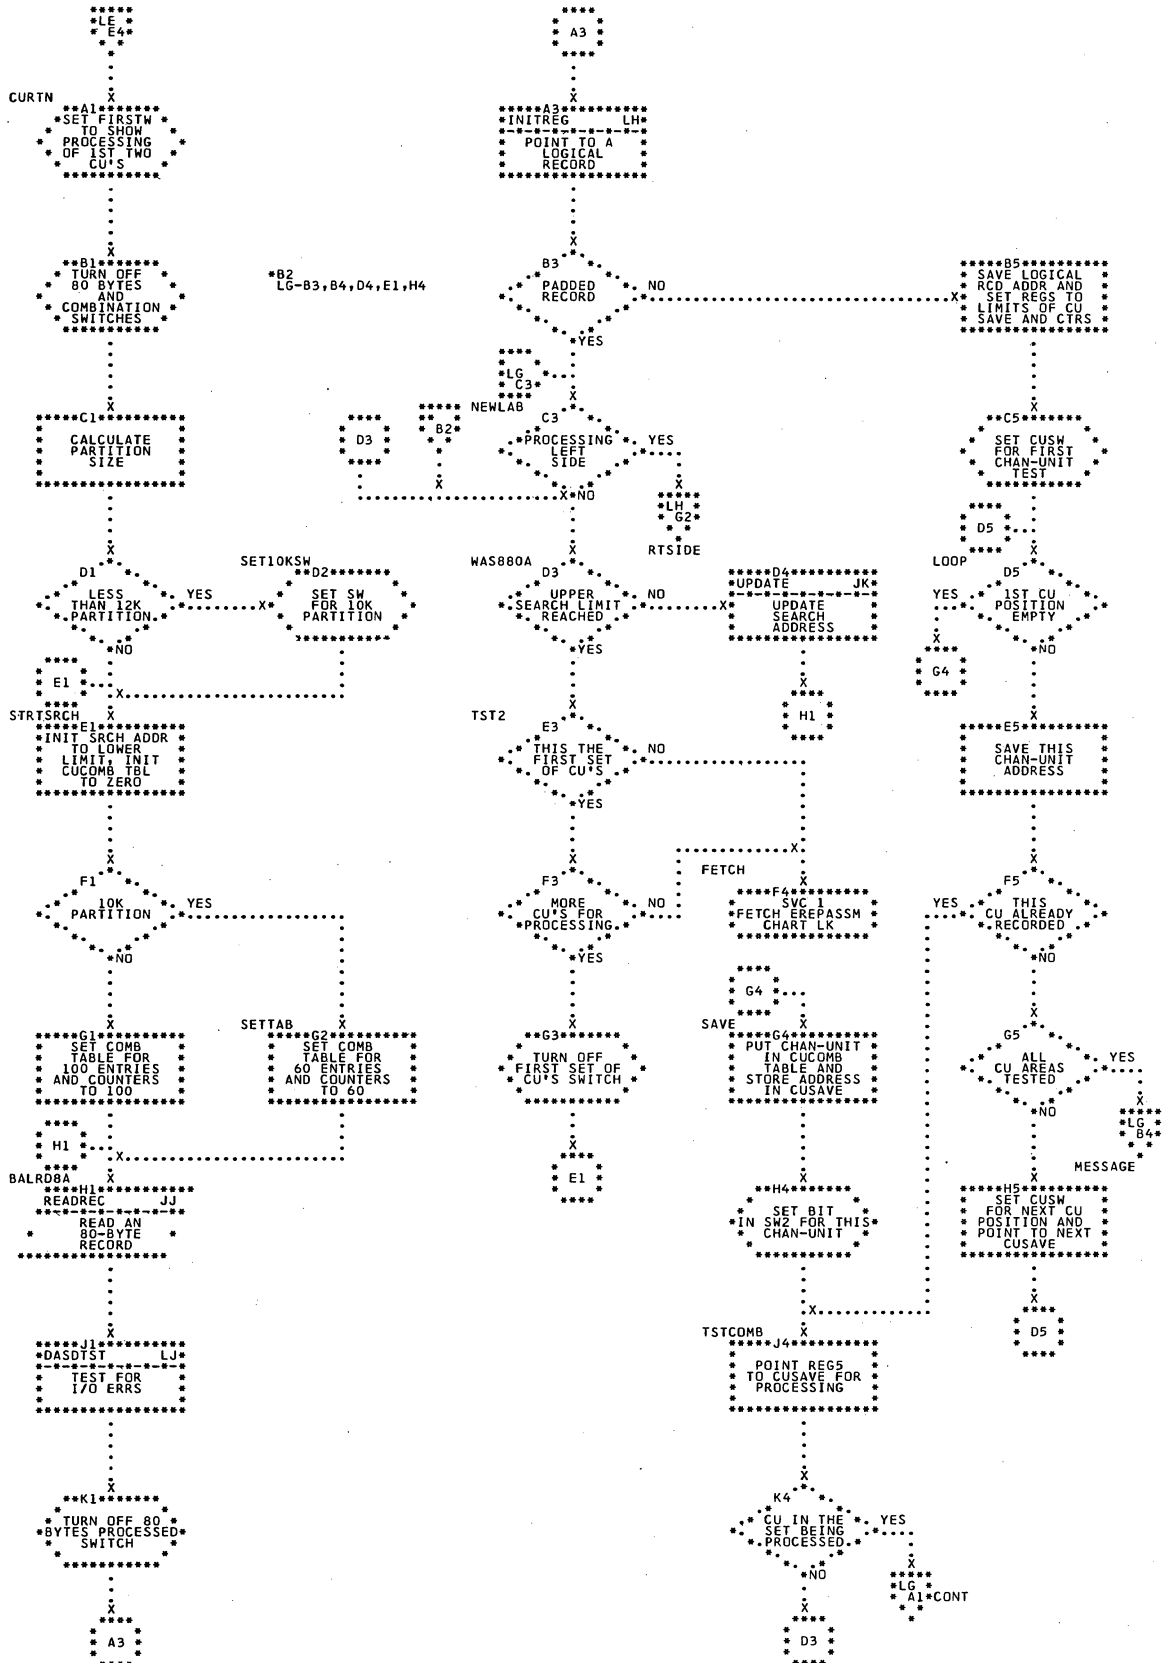 LE
E4
CURTN
A1
SET FIRSTW
TO SHOW
PROCESSING
OF 1ST TWO
CU'S
B1
TURN OFF
80 BYTES
AND
COMBINATION
SWITCHES
C1
CALCULATE
PARTITION
SIZE
D1
LESS
THAN 12K
PARTITION
YES
NO
SET10KSW
D2
SET SW
FOR 10K
PARTITION
E1
STRTSRCH
E1
INIT SRCH ADDR
TO LOWER
LIMIT, INIT
CUCOMB TBL
TO ZERO
F1
10K
PARTITION
YES
NO
G1
SET COMB
TABLE FOR
100 ENTRIES
AND COUNTERS
TO 100
SETTAB
G2
SET COMB
TABLE FOR
60 ENTRIES
AND COUNTERS
TO 60
H1
BALRD8A
H1
READREC JJ
READ AN
80-BYTE
RECORD
J1
DASDTST LJ
TEST FOR
I/O ERRS
K1
TURN OFF 80
BYTES PROCESSED
SWITCH
A3
*B2
LG-B3,B4,D4,E1,H4
A3
A3
INITREG LH
POINT TO A
LOGICAL
RECORD
B3
PADDED
RECORD
NO
YES
LG
C3
NEWLAB
C3
PROCESSING
LEFT
SIDE
YES
NO
D3
B2
LH
G2
RTSIDE
WAS880A
D3
UPPER
SEARCH LIMIT
REACHED
NO
YES
D4
UPDATE JK
UPDATE
SEARCH
ADDRESS
H1
TST2
E3
THIS THE
FIRST SET
OF CU'S
NO
YES
F3
MORE
CU'S FOR
PROCESSING
NO
YES
FETCH
F4
SVC 1
FETCH EREPASSM
CHART LK
G3
TURN OFF
FIRST SET OF
CU'S SWITCH
E1
G4
SAVE
G4
PUT CHAN-UNIT
IN CUCOMB
TABLE AND
STORE ADDRESS
IN CUSAVE
H4
SET BIT
IN SW2 FOR THIS
CHAN-UNIT
TSTCOMB
J4
POINT REG5
TO CUSAVE FOR
PROCESSING
K4
CU IN THE
SET BEING
PROCESSED
YES
NO
LG
A1
CONT
D3
B5
SAVE LOGICAL
RCD ADDR AND
SET REGS TO
LIMITS OF CU
SAVE AND CTRS
C5
SET CUSW
FOR FIRST
CHAN-UNIT
TEST
D5
LOOP
D5
1ST CU
POSITION
EMPTY
YES
NO
G4
E5
SAVE THIS
CHAN-UNIT
ADDRESS
F5
THIS
CU ALREADY
RECORDED
YES
NO
G5
ALL
CU AREAS
TESTED
YES
NO
LG
B4
MESSAGE
H5
SET CUSW
FOR NEXT CU
POSITION AND
POINT TO NEXT
CUSAVE
D5